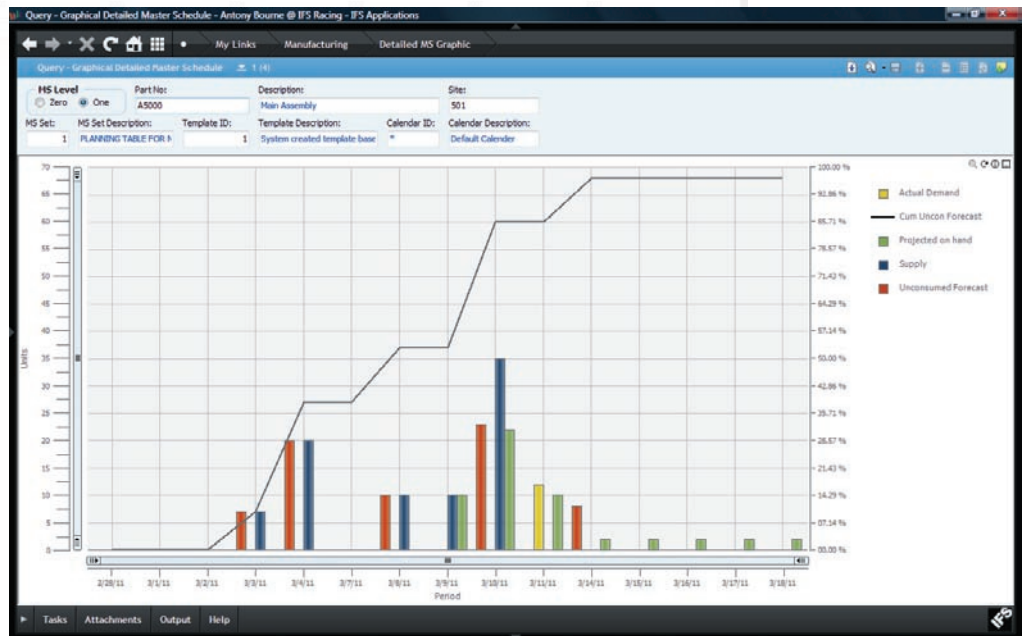 Query - Graphical Detailed Master Schedule - Antony Bourne @ IFS Racing - IFS Applications
My Links Manufacturing Detailed MS Graphic
Query - Graphical Detailed Master Schedule 1 (4)
MS Level Part No: Description: Site:
Zero One A5000 Main Assembly 501
MS Set: MS Set Description: Template ID: Template Description: Calendar ID: Calendar Description:
1 PLANNING TABLE FOR M 1 System created template base * Default Calender
70 100.00 %
65 92.86 % Actual Demand
60 85.71 % Cum Uncon Forecast
55 78.57 % Projected on hand
50 71.43 % Supply
45 64.29 % Unconsumed Forecast
40 57.14 %
35 50.00 %
30 42.86 %
25 35.71 %
20 28.57 %
15 21.43 %
10 14.29 %
5 07.14 %
0 00.00 %
Units
2/28/11 3/1/11 3/2/11 3/3/11 3/4/11 3/7/11 3/8/11 3/9/11 3/10/11 3/11/11 3/14/11 3/15/11 3/16/11 3/17/11 3/18/11
Period
Tasks Attachments Output Help IFS